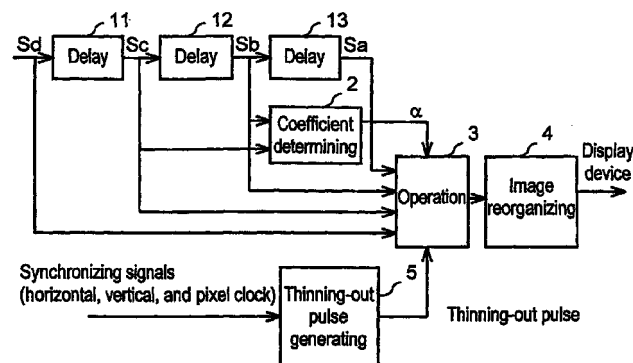 11 12 13
Sd Delay Sc Delay Sb Delay Sa
2
Coefficient
determining
α
3
Operation
4
Image
reorganizing
Display
device
Synchronizing signals
(horizontal, vertical, and pixel clock)
5
Thinning-out
pulse
generating
Thinning-out pulse